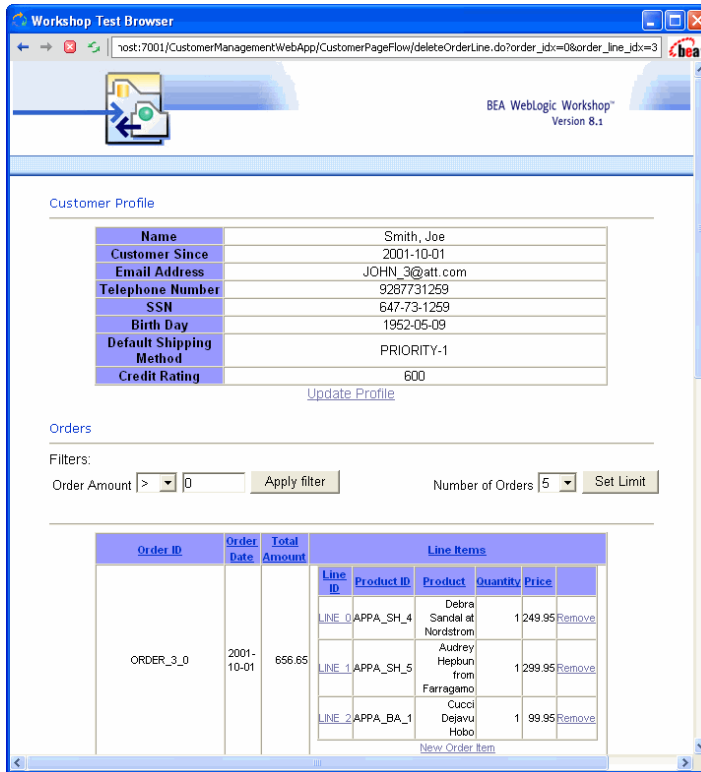 Workshop Test Browser
host:7001/CustomerManagementWebApp/CustomerPageFlow/deleteOrderLine.do?order_idx=0&order_line_idx=3
bea
BEA WebLogic Workshop™
Version 8.1
Customer Profile
Name Smith, Joe
Customer Since 2001-10-01
Email Address JOHN_3@att.com
Telephone Number 9287731259
SSN 647-73-1259
Birth Day 1952-05-09
Default Shipping
Method PRIORITY-1
Credit Rating 600
Update Profile
Orders
Filters:
Order Amount > 0 Apply filter Number of Orders 5 Set Limit
Order ID Order
Date Total
Amount Line Items
Line
ID Product ID Product Quantity Price
ORDER_3_0 2001-
10-01 656.65
LINE_0 APPA_SH_4 Debra
Sandal at
Nordstrom 1 249.95 Remove
LINE_1 APPA_SH_5 Audrey
Hepbun
from
Farragamo 1 299.95 Remove
LINE_2 APPA_BA_1 Cucci
Dejavu
Hobo 1 99.95 Remove
New Order Item